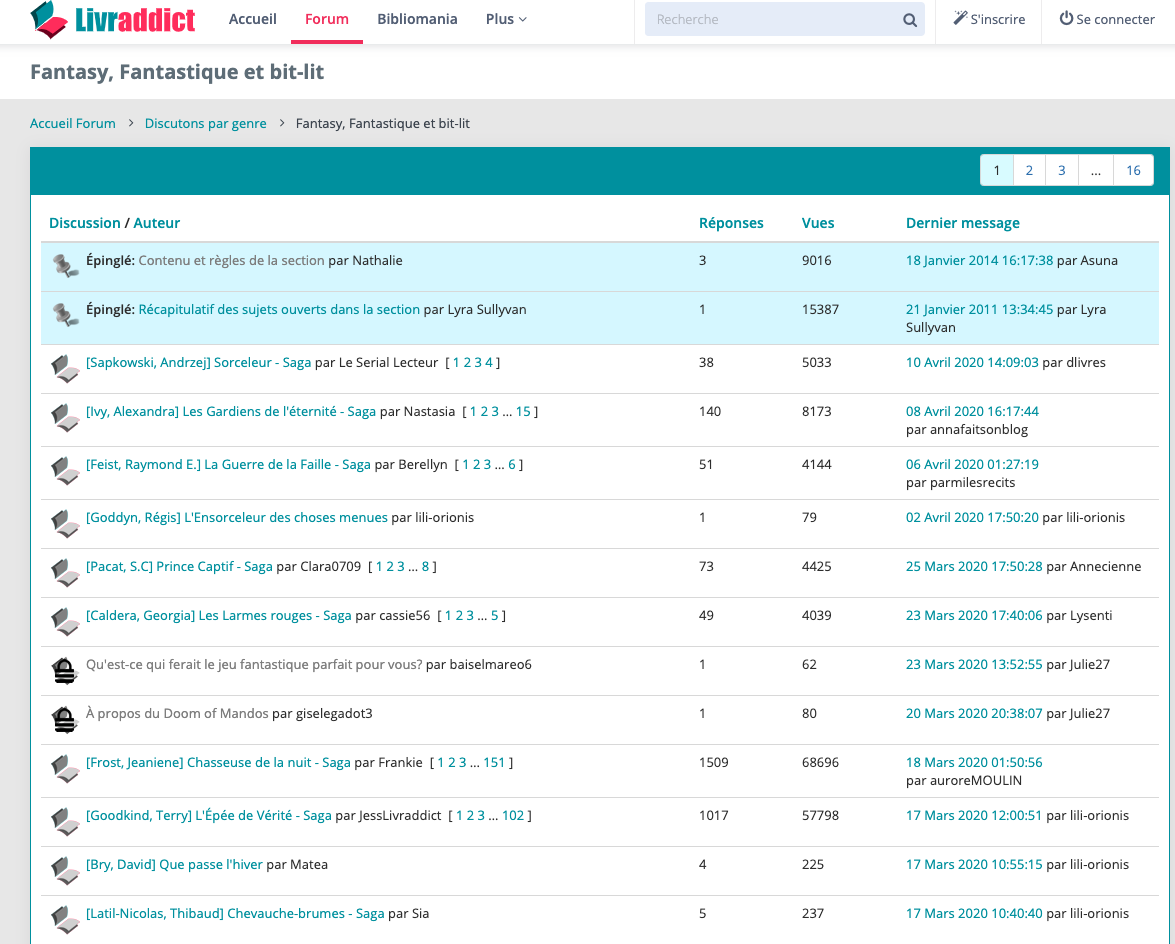 Livraddict Accueil Forum Bibliomania Plus Recherche S'inscrire Se connecter
Fantasy, Fantastique et bit-lit
Accueil Forum > Discutons par genre > Fantasy, Fantastique et bit-lit
1 2 3 ... 16
Discussion / Auteur Réponses Vues Dernier message
Épinglé: Contenu et règles de la section par Nathalie 3 9016 18 Janvier 2014 16:17:38 par Asuna
Épinglé: Récapitulatif des sujets ouverts dans la section par Lyra Sullyvan 1 15387 21 Janvier 2011 13:34:45 par Lyra
Sullyvan
[Sapkowski, Andrzej] Sorceleur - Saga par Le Serial Lecteur [ 1 2 3 4 ] 38 5033 10 Avril 2020 14:09:03 par dlivres
[Ivy, Alexandra] Les Gardiens de l'éternité - Saga par Nastasia [ 1 2 3 ... 15 ] 140 8173 08 Avril 2020 16:17:44
par annafaitsonblog
[Feist, Raymond E.] La Guerre de la Faille - Saga par Berellyn [ 1 2 3 ... 6 ] 51 4144 06 Avril 2020 01:27:19
par parmilesrecits
[Goddyn, Régis] L'Ensorceleur des choses menues par lili-orionis 1 79 02 Avril 2020 17:50:20 par lili-orionis
[Pacat, S.C] Prince Captif - Saga par Clara0709 [ 1 2 3 ... 8 ] 73 4425 25 Mars 2020 17:50:28 par Annecienne
[Caldera, Georgia] Les Larmes rouges - Saga par cassie56 [ 1 2 3 ... 5 ] 49 4039 23 Mars 2020 17:40:06 par Lysenti
Qu'est-ce qui ferait le jeu fantastique parfait pour vous? par baiselmareo6 1 62 23 Mars 2020 13:52:55 par Julie27
À propos du Doom of Mandos par giselegadot3 1 80 20 Mars 2020 20:38:07 par Julie27
[Frost, Jeaniene] Chasseuse de la nuit - Saga par Frankie [ 1 2 3 ... 151 ] 1509 68696 18 Mars 2020 01:50:56
par auroreMOULIN
[Goodkind, Terry] L'Épée de Vérité - Saga par JessLivraddict [ 1 2 3 ... 102 ] 1017 57798 17 Mars 2020 12:00:51 par lili-orionis
[Bry, David] Que passe l'hiver par Matea 4 225 17 Mars 2020 10:55:15 par lili-orionis
[Latil-Nicolas, Thibaud] Chevauche-brumes - Saga par Sia 5 237 17 Mars 2020 10:40:40 par lili-orionis